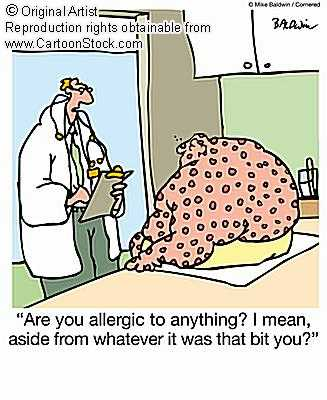 © Original Artist
Reproduction rights obtainable from
www.CartoonStock.com
© Mike Baldwin / Cornered
BALDWIN
"Are you allergic to anything? I mean,
aside from whatever it was that bit you?"